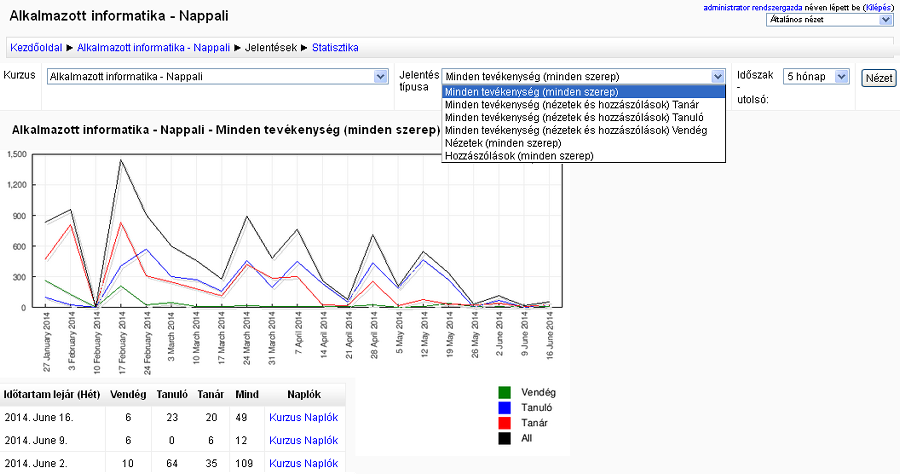 Alkalmazott informatika - Nappali
administrator rendszergazda néven lépett be (Kilépés)
Általános nézet
Kezdőoldal ► Alkalmazott informatika - Nappali ► Jelentések ► Statisztika
Kurzus
Alkalmazott informatika - Nappali
Jelentés típusa
Minden tevékenység (minden szerep)
Minden tevékenység (minden szerep)
Minden tevékenység (nézetek és hozzászólások) Tanár
Minden tevékenység (nézetek és hozzászólások) Tanuló
Minden tevékenység (nézetek és hozzászólások) Vendég
Nézetek (minden szerep)
Hozzászólások (minden szerep)
Időszak
-
utolsó:
5 hónap
Nézet
Alkalmazott informatika - Nappali - Minden tevékenység (minden szerep)
1,500
1,200
900
600
300
0
27 January 2014
3 February 2014
10 February 2014
17 February 2014
24 February 2014
3 March 2014
10 March 2014
17 March 2014
24 March 2014
31 March 2014
7 April 2014
14 April 2014
21 April 2014
28 April 2014
5 May 2014
12 May 2014
19 May 2014
26 May 2014
2 June 2014
9 June 2014
16 June 2014
Vendég
Tanuló
Tanár
All
Időtartam lejár (Hét) Vendég Tanuló Tanár Mind Naplók
2014. June 16. 6 23 20 49 Kurzus Naplók
2014. June 9. 6 0 6 12 Kurzus Naplók
2014. June 2. 10 64 35 109 Kurzus Naplók